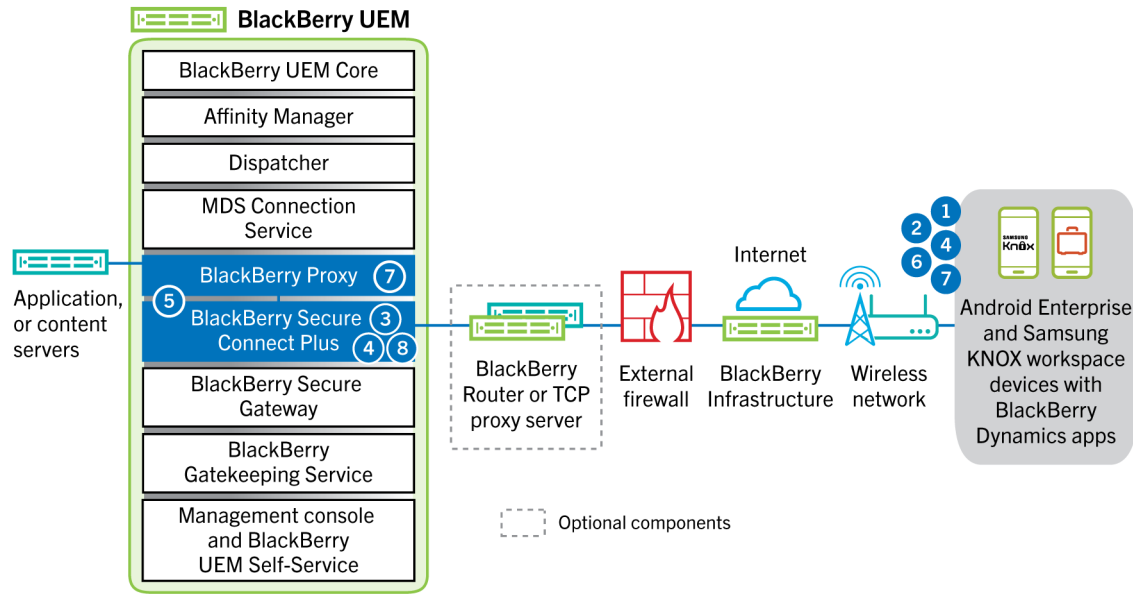 BlackBerry UEM
BlackBerry UEM Core
Affinity Manager
Dispatcher
MDS Connection
Service
BlackBerry Proxy 7
5
BlackBerry Secure 3
Connect Plus 4 8
BlackBerry Secure
Gateway
BlackBerry
Gatekeeping Service
Management console
and BlackBerry
UEM Self-Service
Application,
or content
servers
BlackBerry
Router or TCP
proxy server
External
firewall
Internet
BlackBerry
Infrastructure
Wireless
network
1
2
4
6
7
SAMSUNG
Knox
Android Enterprise
and Samsung
KNOX workspace
devices with
BlackBerry
Dynamics apps
Optional components